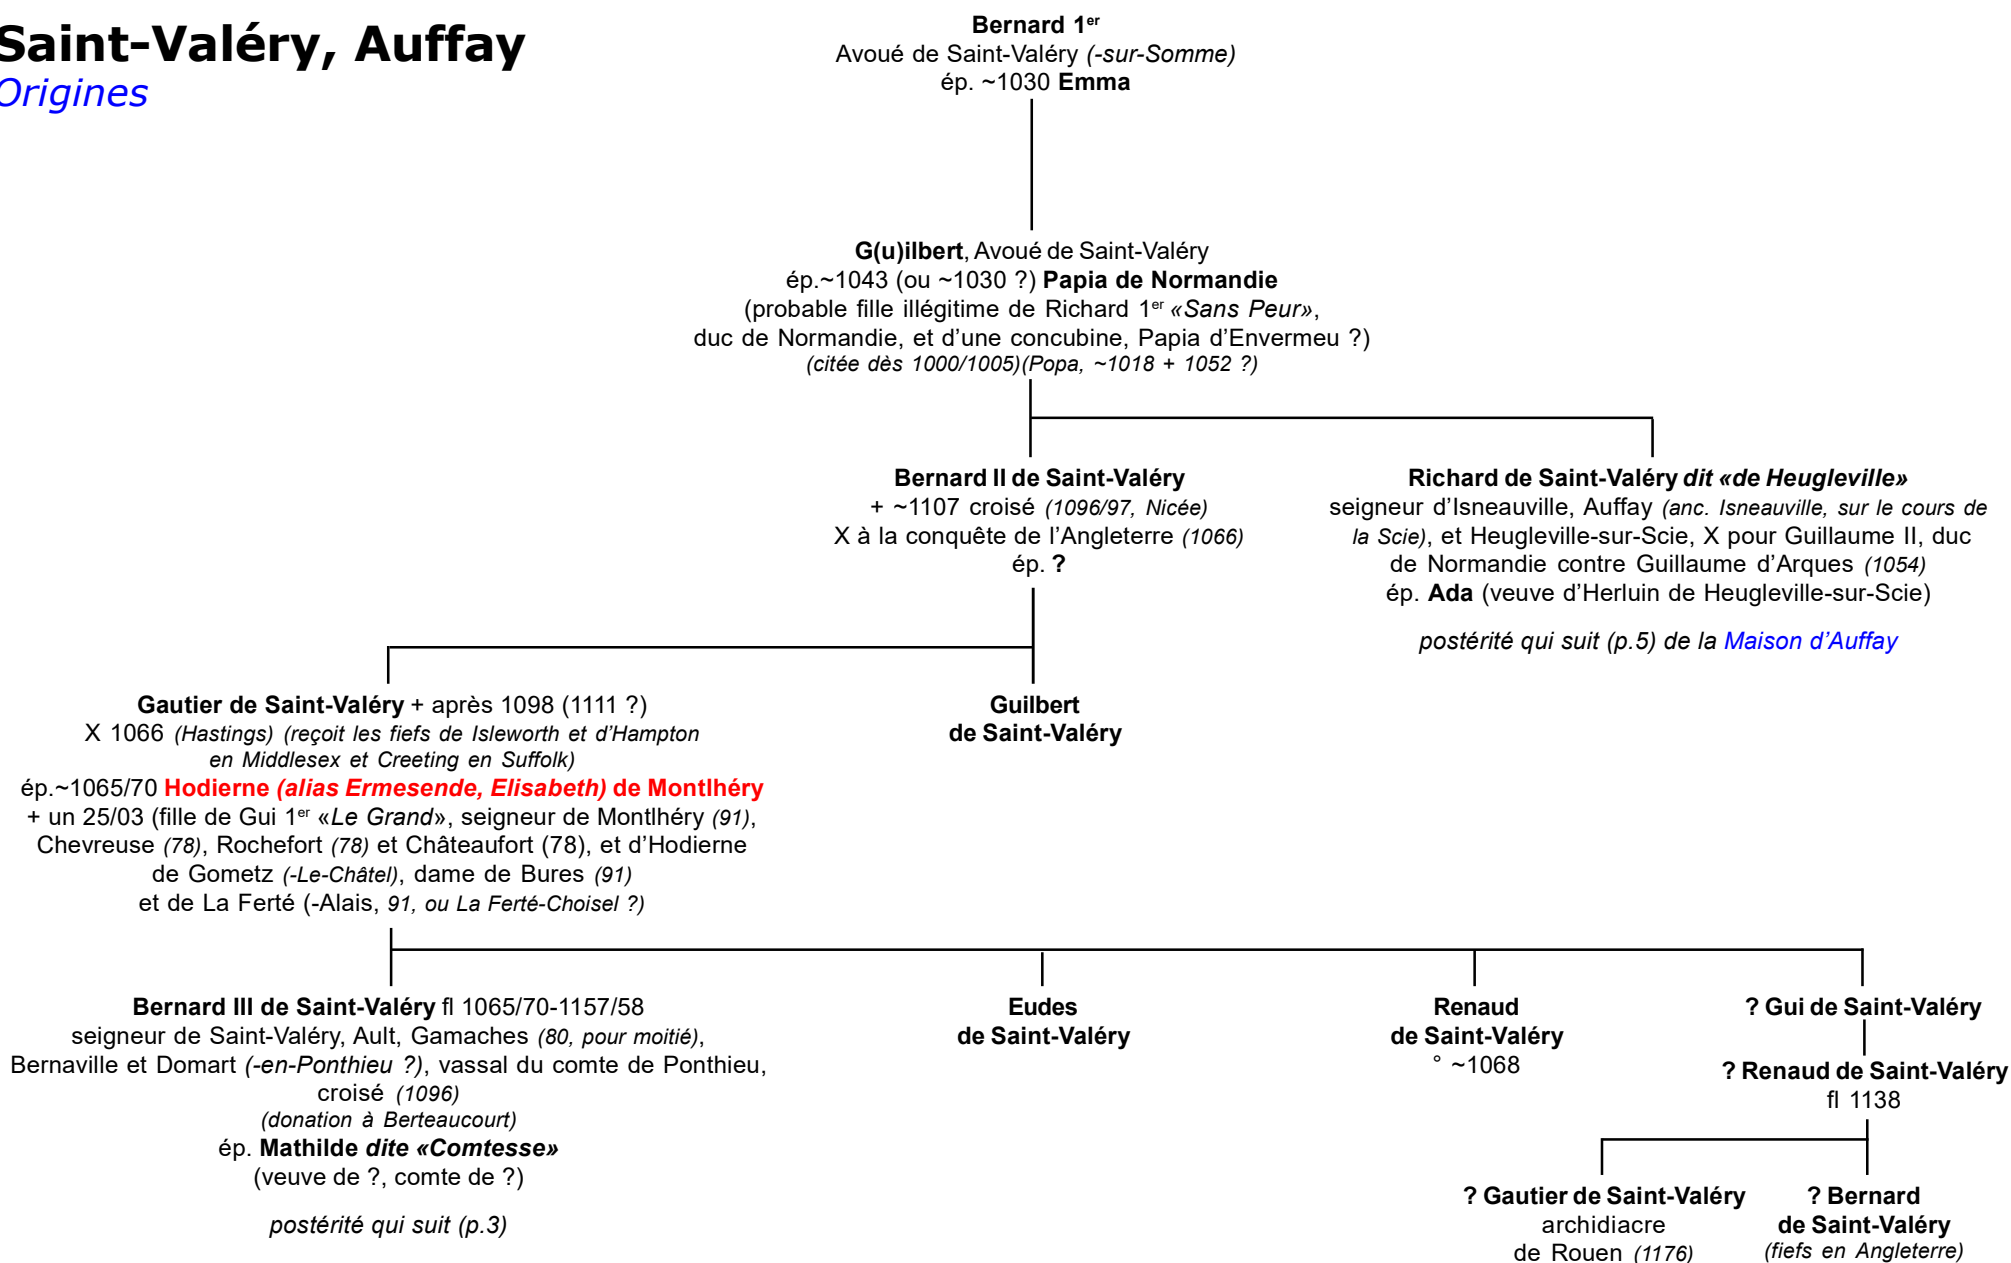 Saint-Valéry, Auffay
Origines
Bernard 1er
Avoué de Saint-Valéry (-sur-Somme)
ép. ~1030 Emma
G(u)ilbert, Avoué de Saint-Valéry
ép.~1043 (ou ~1030 ?) Papia de Normandie
(probable fille illégitime de Richard 1er «Sans Peur»,
duc de Normandie, et d'une concubine, Papia d'Envermeu ?)
(citée dès 1000/1005)(Popa, ~1018 + 1052 ?)
Bernard II de Saint-Valéry
+ ~1107 croisé (1096/97, Nicée)
X à la conquête de l'Angleterre (1066)
ép. ?
Richard de Saint-Valéry dit «de Heugleville»
seigneur d'Isneauville, Auffay (anc. Isneauville, sur le cours de
la Scie), et Heugleville-sur-Scie, X pour Guillaume II, duc
de Normandie contre Guillaume d'Arques (1054)
ép. Ada (veuve d'Herluin de Heugleville-sur-Scie)
postérité qui suit (p.5) de la Maison d'Auffay
Gautier de Saint-Valéry + après 1098 (1111 ?)
X 1066 (Hastings) (reçoit les fiefs de Isleworth et d'Hampton
en Middlesex et Creeting en Suffolk)
ép.~1065/70 Hodierne (alias Ermesende, Elisabeth) de Montlhéry
+ un 25/03 (fille de Gui 1er «Le Grand», seigneur de Montlhéry (91),
Chevreuse (78), Rochefort (78) et Châteaufort (78), et d'Hodierne
de Gometz (-Le-Châtel), dame de Bures (91)
et de La Ferté (-Alais, 91, ou La Ferté-Choisel ?)
Guilbert
de Saint-Valéry
Bernard III de Saint-Valéry fl 1065/70-1157/58
seigneur de Saint-Valéry, Ault, Gamaches (80, pour moitié),
Bernaville et Domart (-en-Ponthieu ?), vassal du comte de Ponthieu,
croisé (1096)
(donation à Berteaucourt)
ép. Mathilde dite «Comtesse»
(veuve de ?, comte de ?)
postérité qui suit (p.3)
Eudes
de Saint-Valéry
Renaud
de Saint-Valéry
° ~1068
? Gui de Saint-Valéry
? Renaud de Saint-Valéry
fl 1138
? Gautier de Saint-Valéry
archidiacre
de Rouen (1176)
? Bernard
de Saint-Valéry
(fiefs en Angleterre)